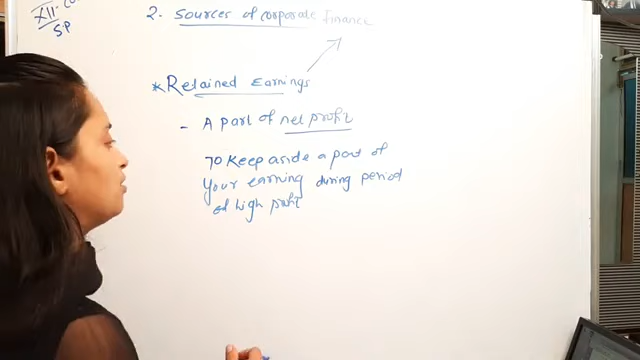 XII- Co
SP
2. Sources of corporate Finance
*Retained Earnings
- A part of net profit
To Keep aside a part of
your earning during period
of high profit